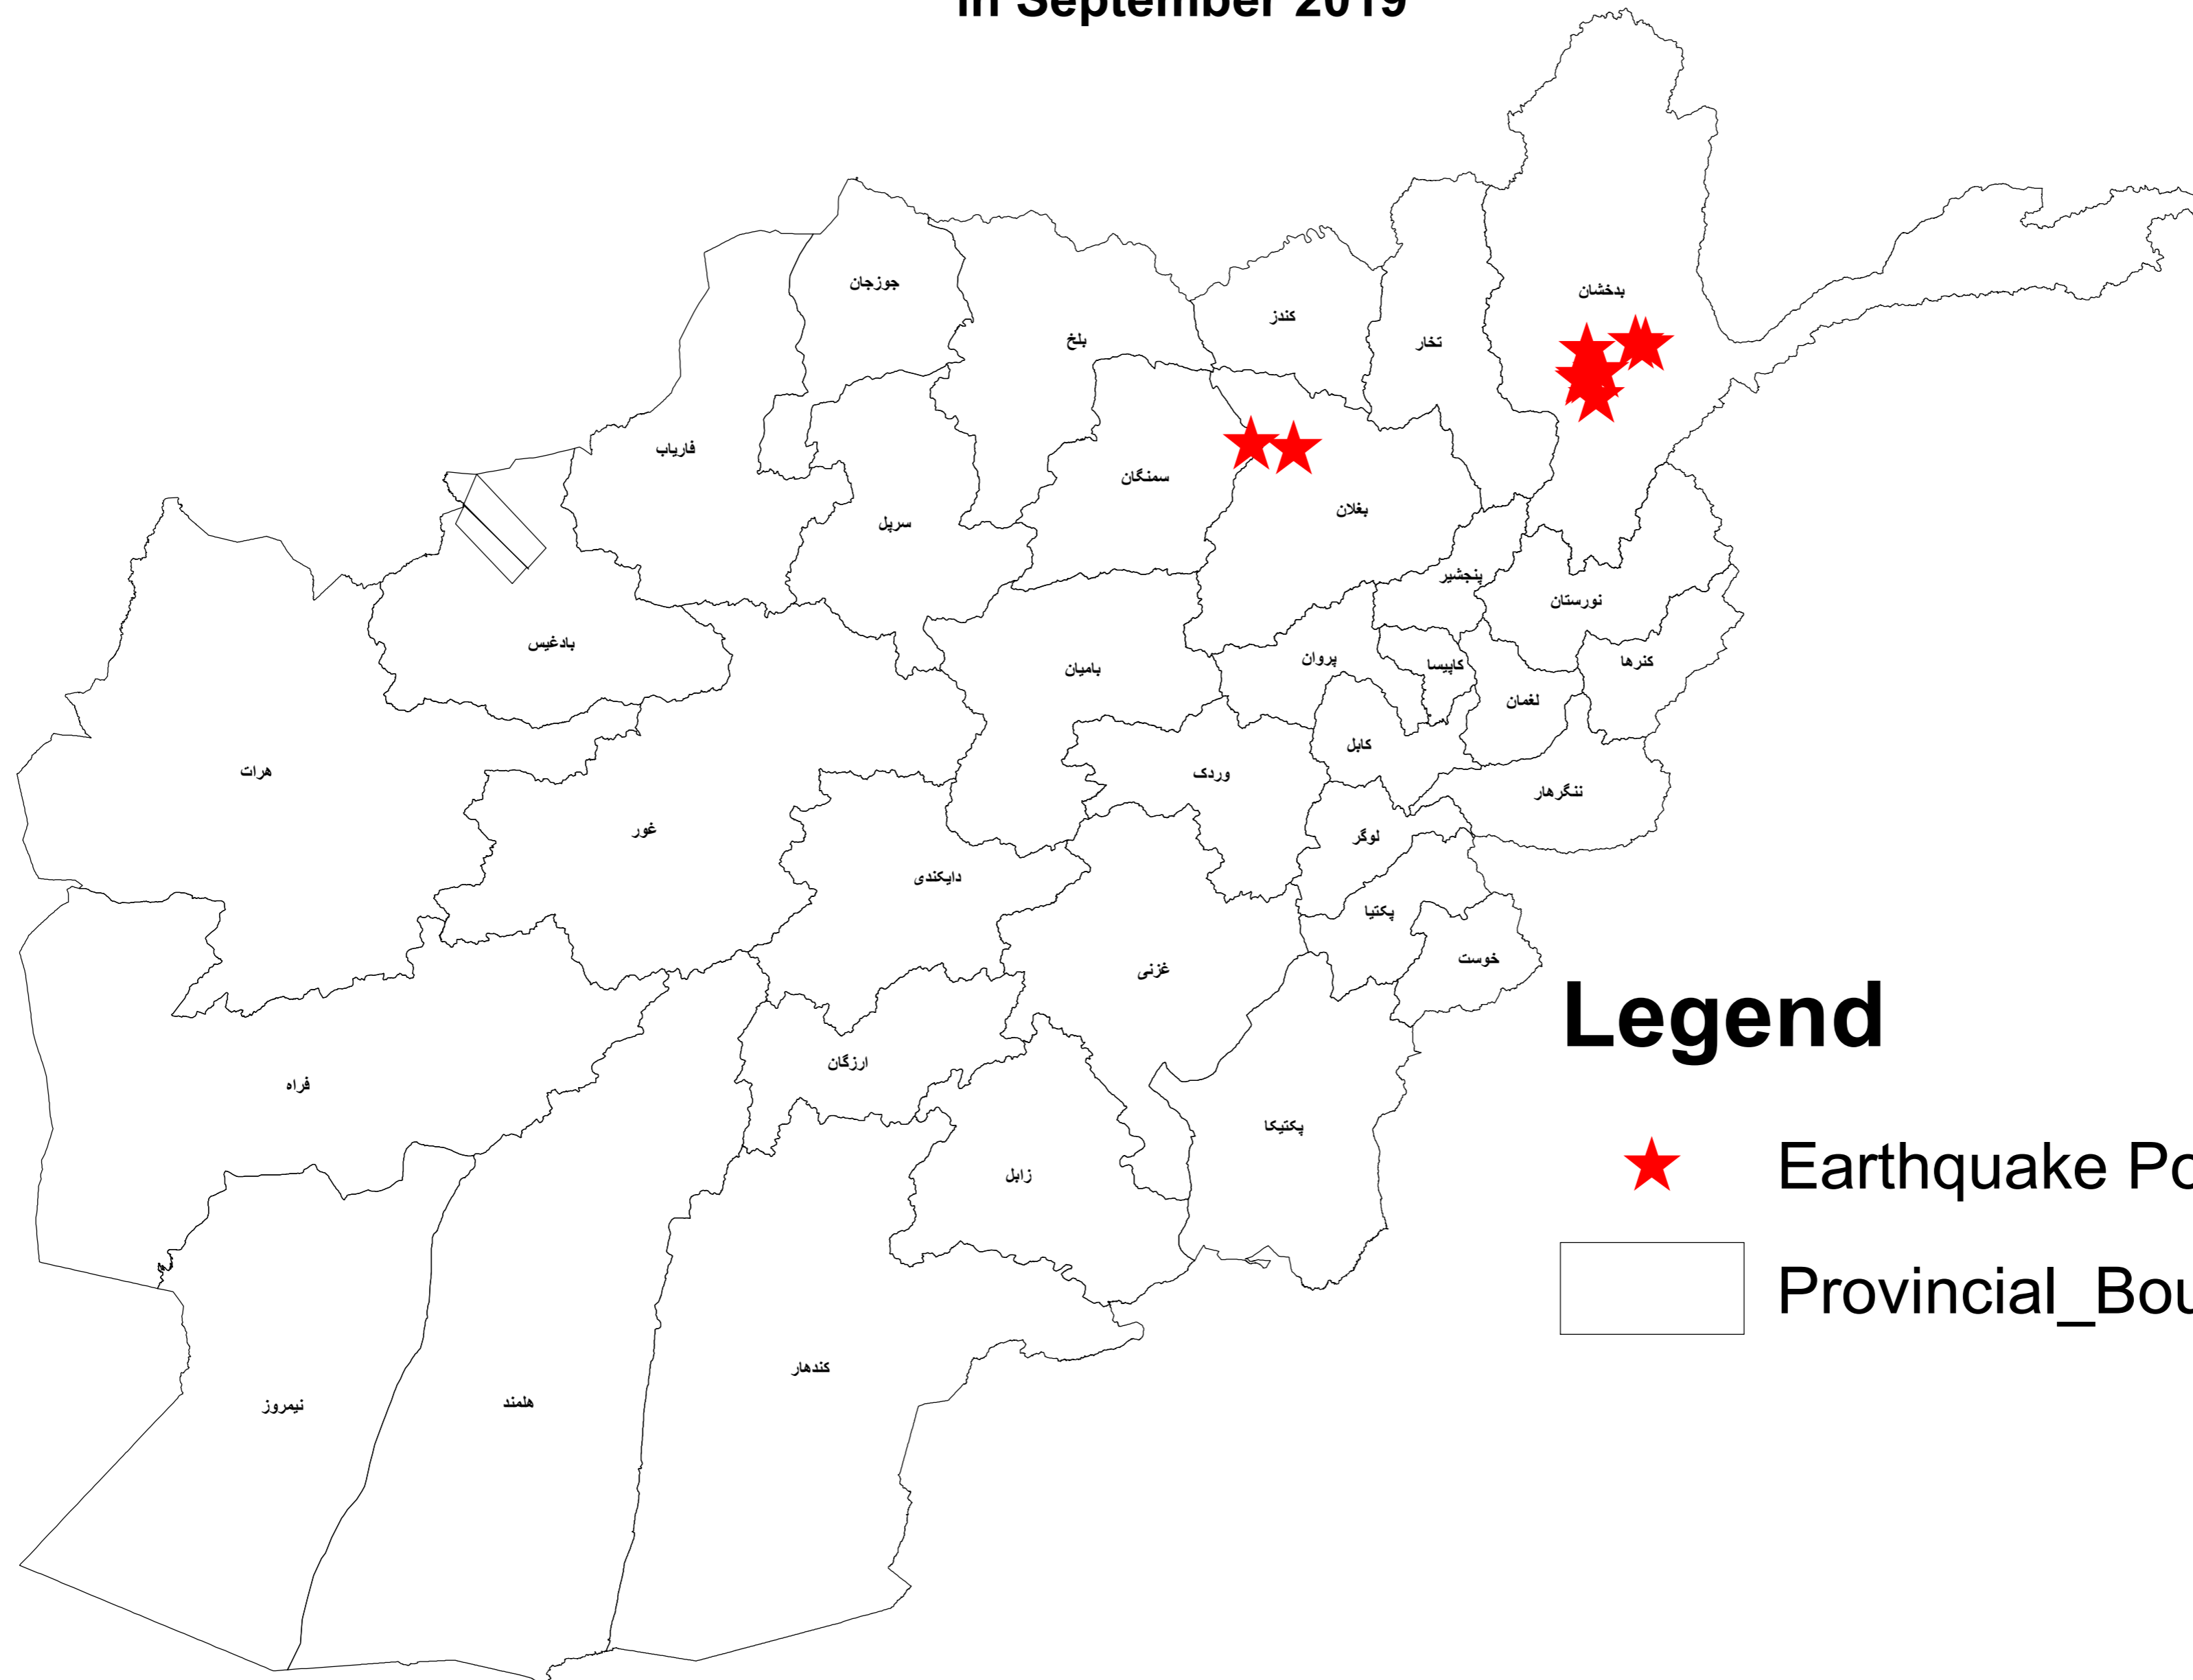 in September 2019
جوزجان
بدخشان
کندز
بلخ
تخار
فاریاب
سمنگان
بغلان
سرپل
پنجشیر
نورستان
بادغیس
پروان
کاپیسا
کنرها
بامیان
لغمان
کابل
هرات
وردک
ننگرهار
غور
لوگر
دایکندی
پکتیا
خوست
غزنی
Legend
ارزگان
فراه
پکتیکا
Earthquake Po
زابل
Provincial_Bou
کندهار
هلمند
نیمروز